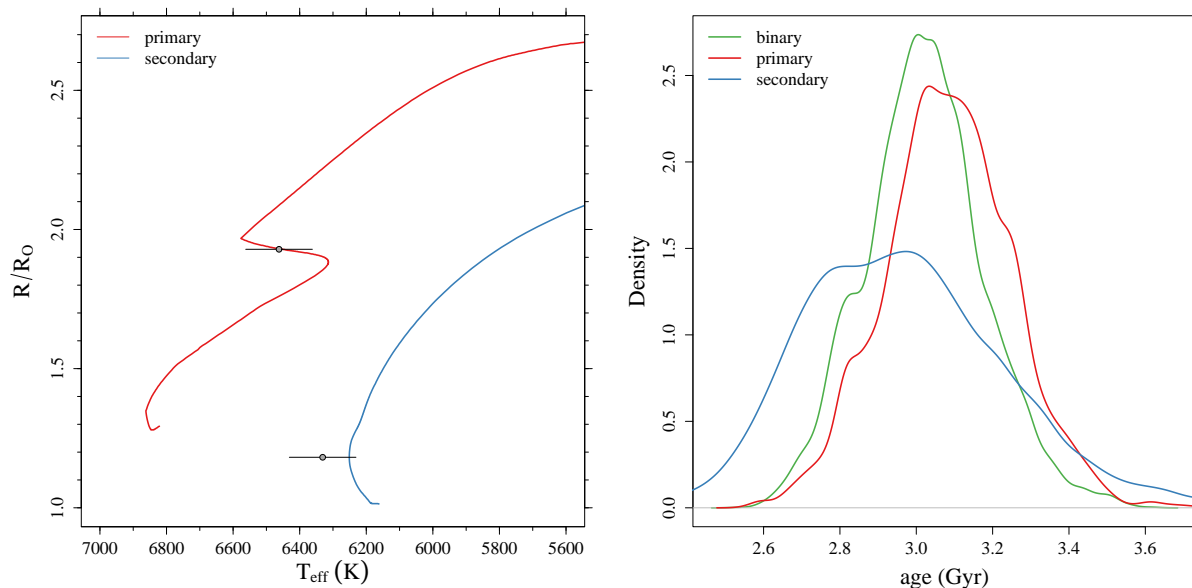 primary
secondary
R/R_O
1.0
1.5
2.0
2.5
7000 6800 6600 6400 6200 6000 5800 5600
T_eff (K)
binary
primary
secondary
Density
0.0
0.5
1.0
1.5
2.0
2.5
2.6 2.8 3.0 3.2 3.4 3.6
age (Gyr)